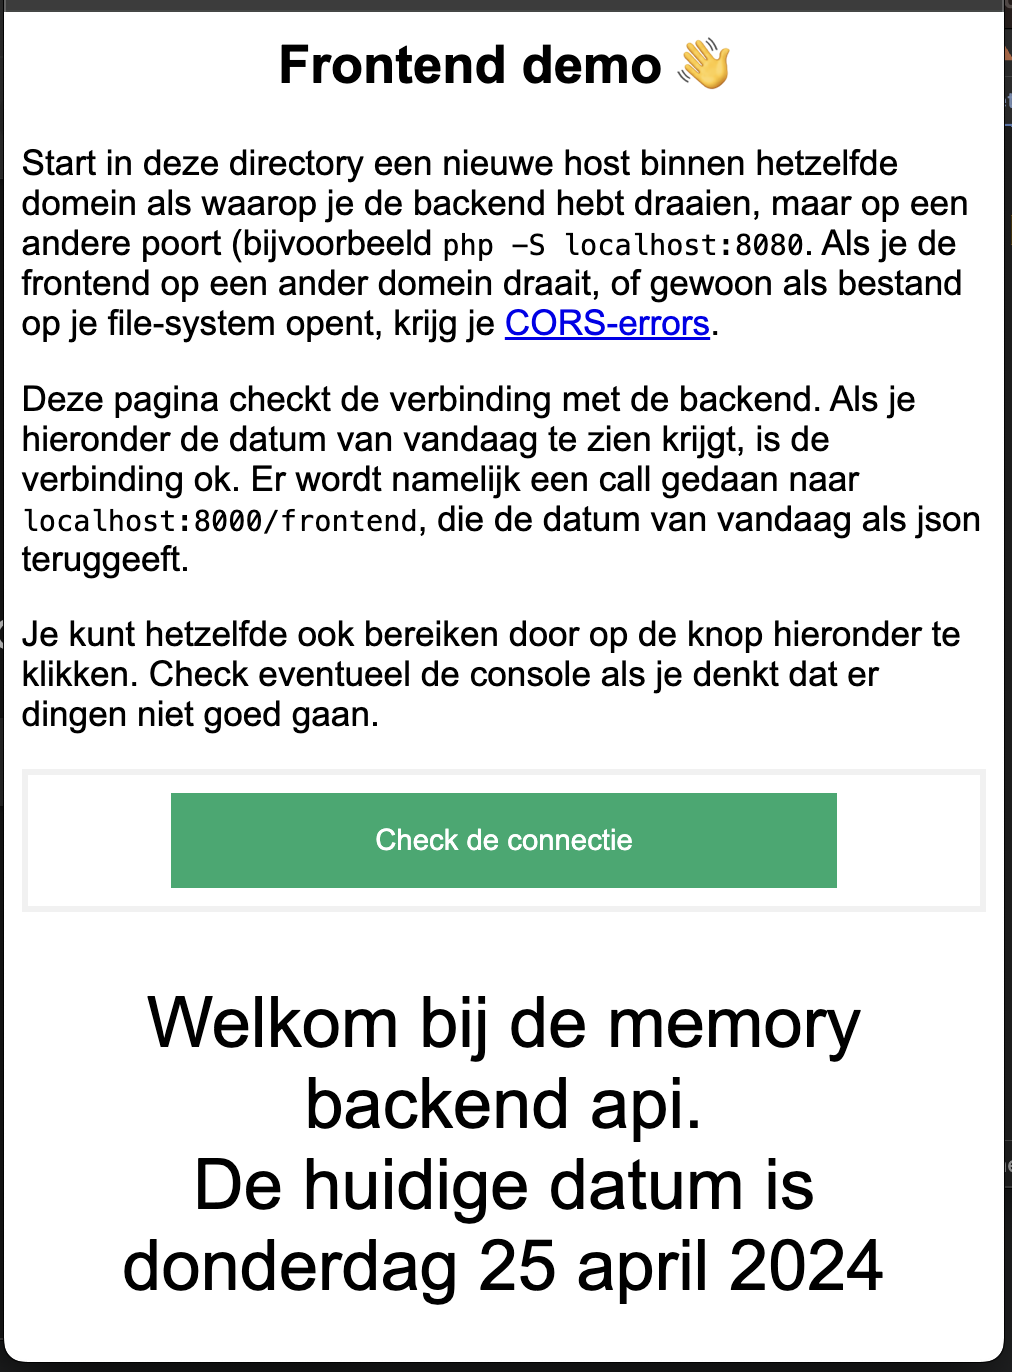 Frontend demo 👋
Start in deze directory een nieuwe host binnen hetzelfde
domein als waarop je de backend hebt draaien, maar op een
andere poort (bijvoorbeeld php -S localhost:8080. Als je de
frontend op een ander domein draait, of gewoon als bestand
op je file-system opent, krijg je CORS-errors.
Deze pagina checkt de verbinding met de backend. Als je
hieronder de datum van vandaag te zien krijgt, is de
verbinding ok. Er wordt namelijk een call gedaan naar
localhost:8000/frontend, die de datum van vandaag als json
teruggeeft.
Je kunt hetzelfde ook bereiken door op de knop hieronder te
klikken. Check eventueel de console als je denkt dat er
dingen niet goed gaan.
Check de connectie
Welkom bij de memory
backend api.
De huidige datum is
donderdag 25 april 2024